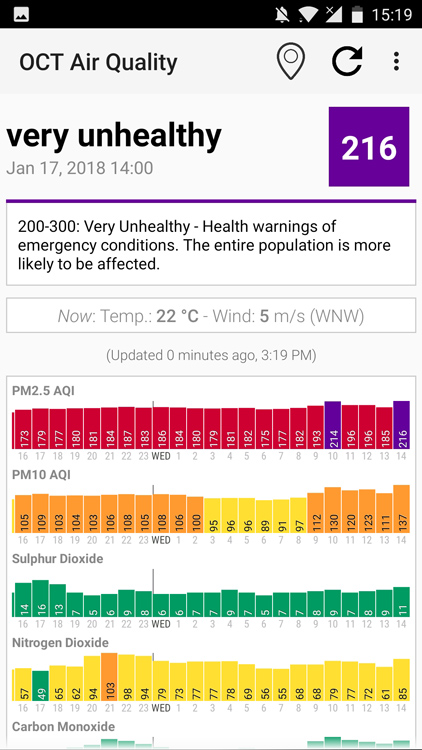 15:19
OCT Air Quality
very unhealthy
Jan 17, 2018 14:00
216
200-300: Very Unhealthy - Health warnings of
emergency conditions. The entire population is more
likely to be affected.
Now: Temp.: 22 °C - Wind: 5 m/s (WNW)
(Updated 0 minutes ago, 3:19 PM)
PM2.5 AQI
173 179 177 180 181 184 187 183 186 184 180 179 181 182 175 177 182 193 214 196 196 185 216
16 17 18 19 20 21 22 23 WED 1 2 3 4 5 6 7 8 9 10 11 12 13 14
PM10 AQI
105 109 103 104 103 106 108 105 108 106 100 95 96 96 89 91 97 112 130 120 123 111 137
16 17 18 19 20 21 22 23 WED 1 2 3 4 5 6 7 8 9 10 11 12 13 14
Sulphur Dioxide
14 16 13 7 5 6 9 8 6 6 7 7 7 7 5 7 7 8 9 8 8 9 11
16 17 18 19 20 21 22 23 WED 1 2 3 4 5 6 7 8 9 10 11 12 13 14
Nitrogen Dioxide
57 49 65 62 94 103 98 94 79 73 77 77 78 69 56 55 68 68 79 77 72 61 85
16 17 18 19 20 21 22 23 WED 1 2 3 4 5 6 7 8 9 10 11 12 13 14
Carbon Monoxide